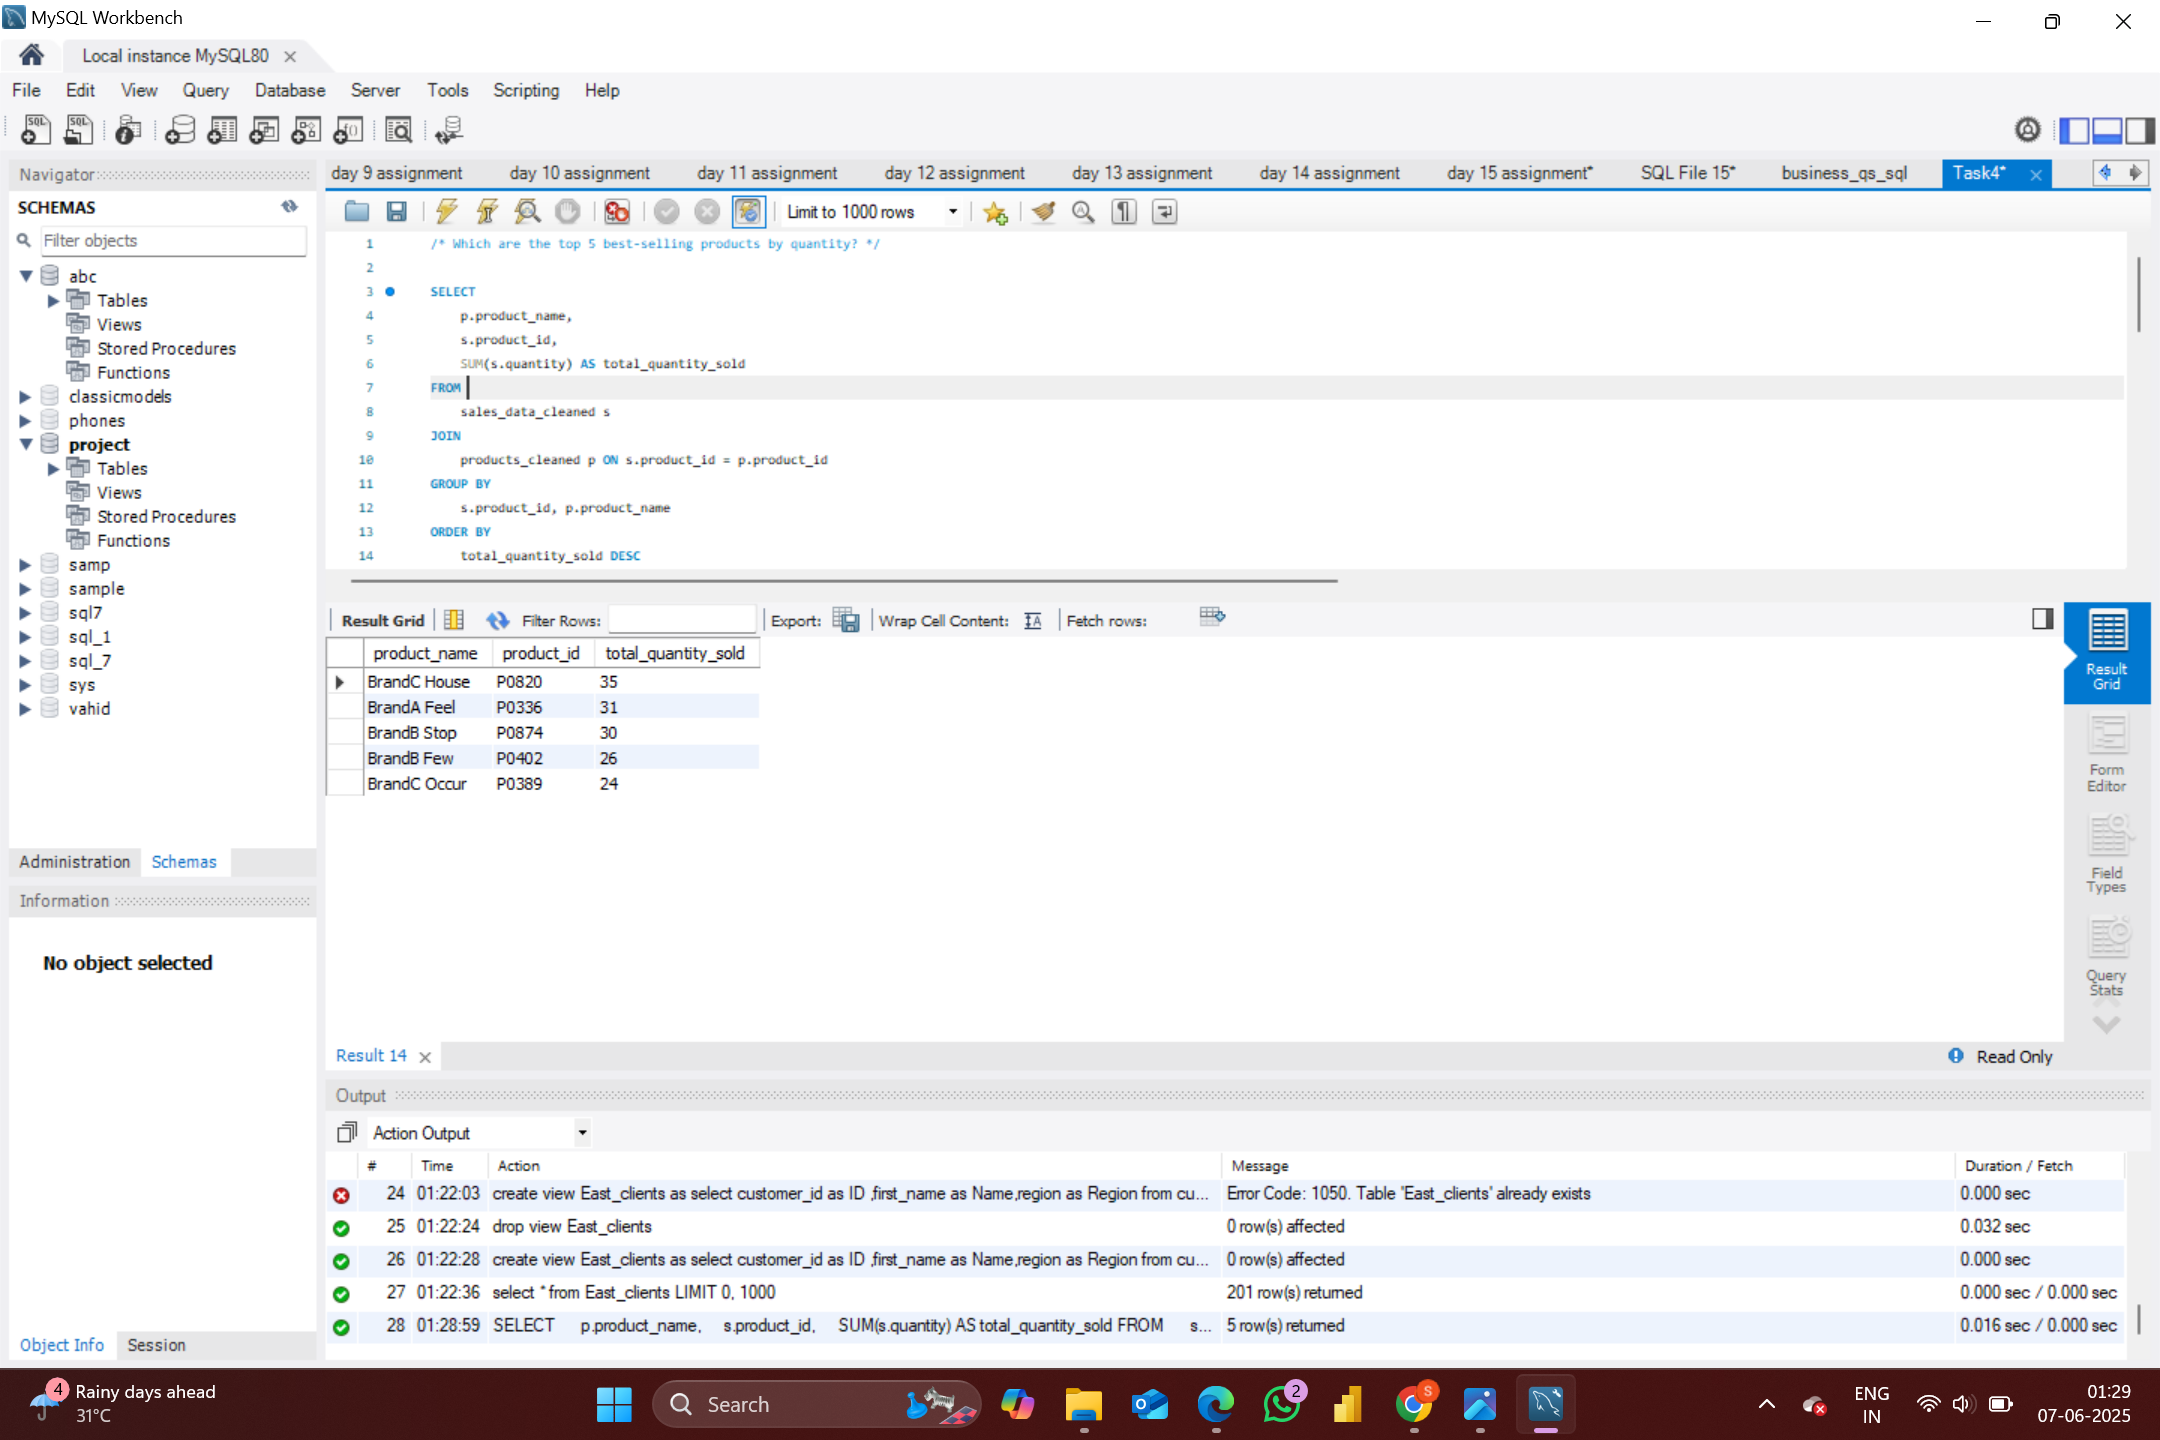 MySQL Workbench
Local instance MySQL80
File Edit View Query Database Server Tools Scripting Help
Navigator
SCHEMAS
Filter objects
abc
Tables
Views
Stored Procedures
Functions
classicmodels
phones
project
Tables
Views
Stored Procedures
Functions
samp
sample
sql7
sql_1
sql_7
sys
vahid
Administration Schemas
Information
No object selected
Object Info Session
day 9 assignment day 10 assignment day 11 assignment day 12 assignment day 13 assignment day 14 assignment day 15 assignment* SQL File 15* business_qs_sql Task4*
Limit to 1000 rows
1 /* Which are the top 5 best-selling products by quantity? */
2
3 SELECT
4 p.product_name,
5 s.product_id,
6 SUM(s.quantity) AS total_quantity_sold
7 FROM
8 sales_data_cleaned s
9 JOIN
10 products_cleaned p ON s.product_id = p.product_id
11 GROUP BY
12 s.product_id, p.product_name
13 ORDER BY
14 total_quantity_sold DESC
Result Grid Filter Rows: Export: Wrap Cell Content: Fetch rows:
product_name product_id total_quantity_sold
BrandC House P0820 35
BrandA Feel P0336 31
BrandB Stop P0874 30
BrandB Few P0402 26
BrandC Occur P0389 24
Result
Grid
Form
Editor
Field
Types
Query
Stats
Result 14
Read Only
Output
Action Output
# Time Action Message Duration / Fetch
24 01:22:03 create view East_clients as select customer_id as ID ,first_name as Name,region as Region from cu... Error Code: 1050. Table 'East_clients' already exists 0.000 sec
25 01:22:24 drop view East_clients 0 row(s) affected 0.032 sec
26 01:22:28 create view East_clients as select customer_id as ID ,first_name as Name,region as Region from cu... 0 row(s) affected 0.000 sec
27 01:22:36 select * from East_clients LIMIT 0, 1000 201 row(s) returned 0.000 sec / 0.000 sec
28 01:28:59 SELECT p.product_name, s.product_id, SUM(s.quantity) AS total_quantity_sold FROM s... 5 row(s) returned 0.016 sec / 0.000 sec
4
Rainy days ahead
31°C
Search
2
S
ENG
IN
01:29
07-06-2025